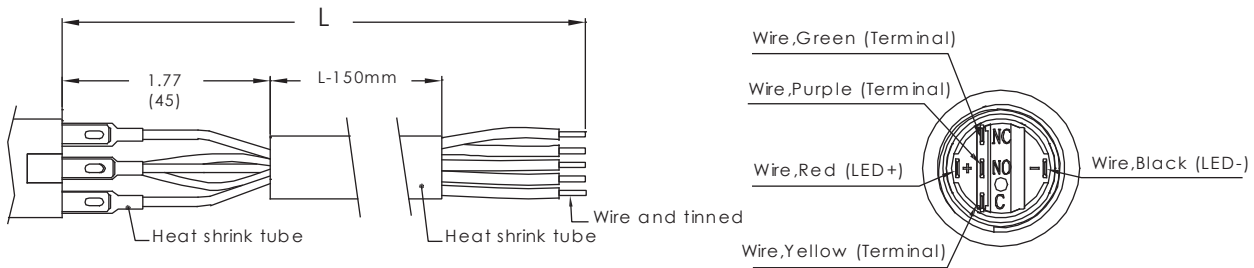 L
1.77
(45)
L-150mm
Heat shrink tube
Heat shrink tube
Wire and tinned
Wire,Green (Terminal)
Wire,Purple (Terminal)
Wire,Red (LED+)
Wire,Yellow (Terminal)
Wire,Black (LED-)
NC
+ NO -
C